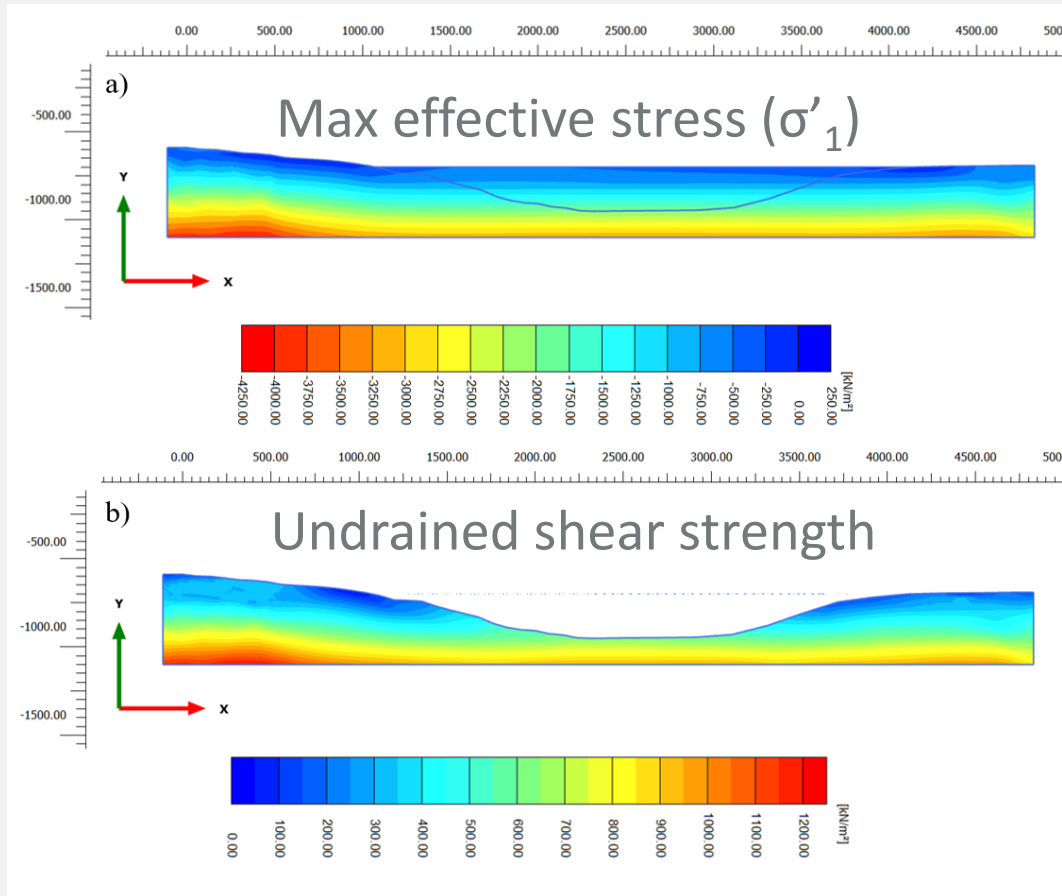 0.00 500.00 1000.00 1500.00 2000.00 2500.00 3000.00 3500.00 4000.00 4500.00
a)
Max effective stress (σ'₁)
-500.00
Y
-1000.00
X
-1500.00
-4250.00 -4000.00 -3750.00 -3500.00 -3250.00 -3000.00 -2750.00 -2500.00 -2250.00 -2000.00 -1750.00 -1500.00 -1250.00 -1000.00 -750.00 -500.00 -250.00 0.00 250.00
[kN/m²]
0.00 500.00 1000.00 1500.00 2000.00 2500.00 3000.00 3500.00 4000.00 4500.00
b)
Undrained shear strength
-500.00
Y
-1000.00
X
-1500.00
0.00 100.00 200.00 300.00 400.00 500.00 600.00 700.00 800.00 900.00 1000.00 1100.00 1200.00
[kN/m²]